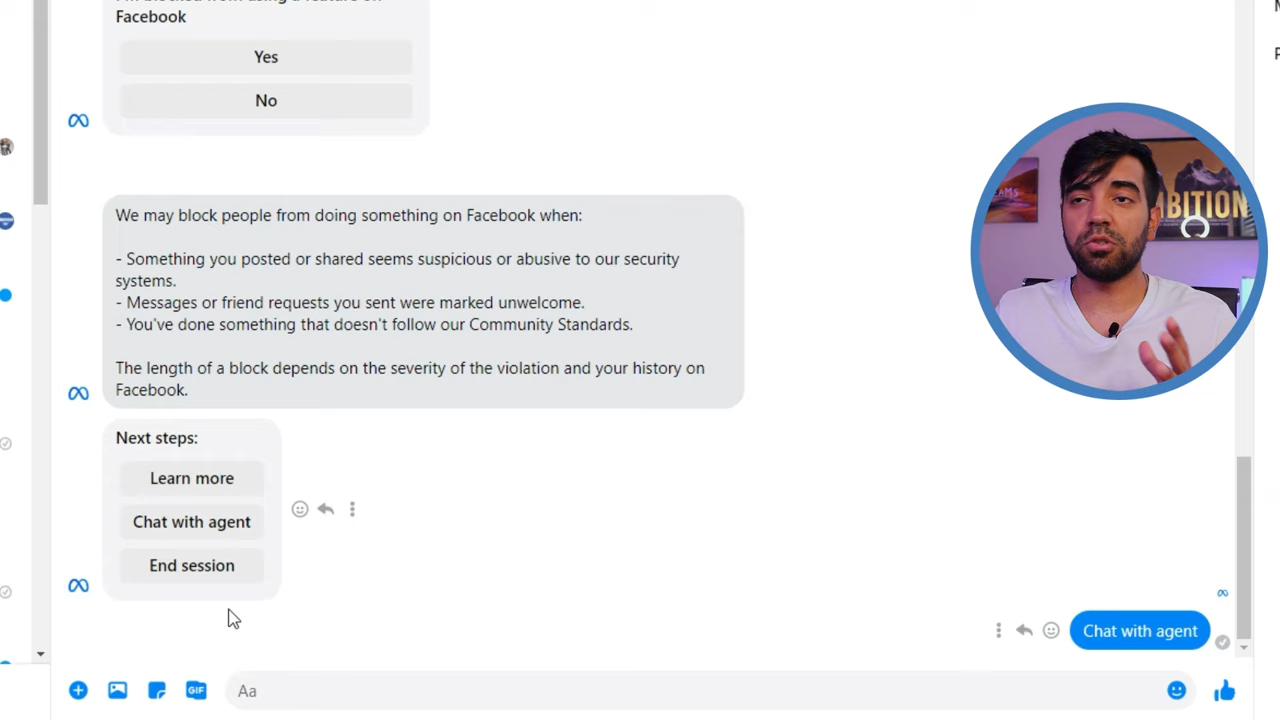 Facebook
Yes
No
We may block people from doing something on Facebook when:
- Something you posted or shared seems suspicious or abusive to our security
systems.
- Messages or friend requests you sent were marked unwelcome.
- You've done something that doesn't follow our Community Standards.
The length of a block depends on the severity of the violation and your history on
Facebook.
Next steps:
Learn more
Chat with agent
End session
Chat with agent
Aa
GIF
BITION